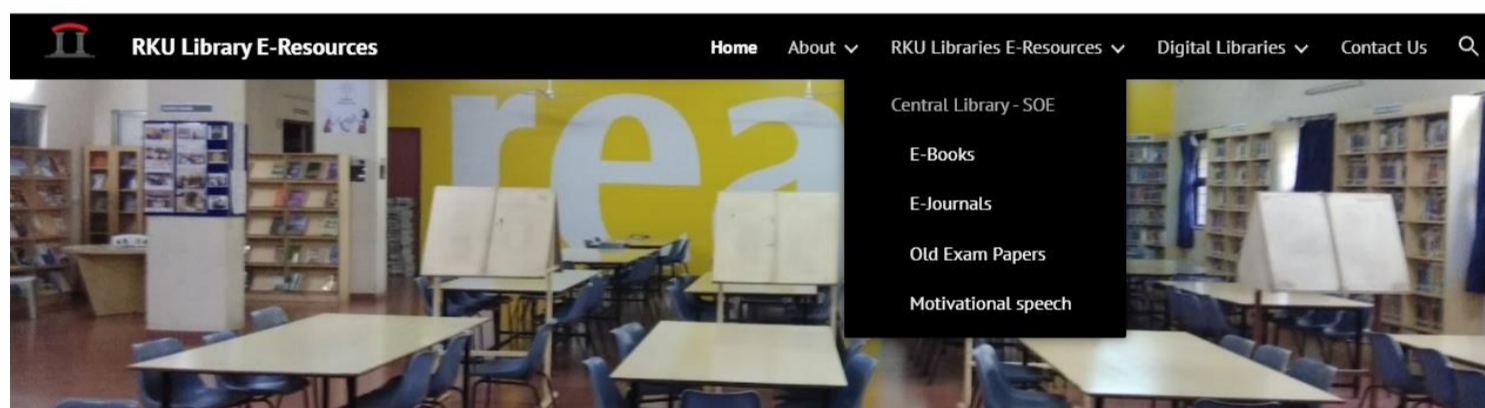 RKU Library E-Resources
Home About RKU Libraries E-Resources Digital Libraries Contact Us
Central Library - SOE
E-Books
E-Journals
Old Exam Papers
Motivational speech
rea